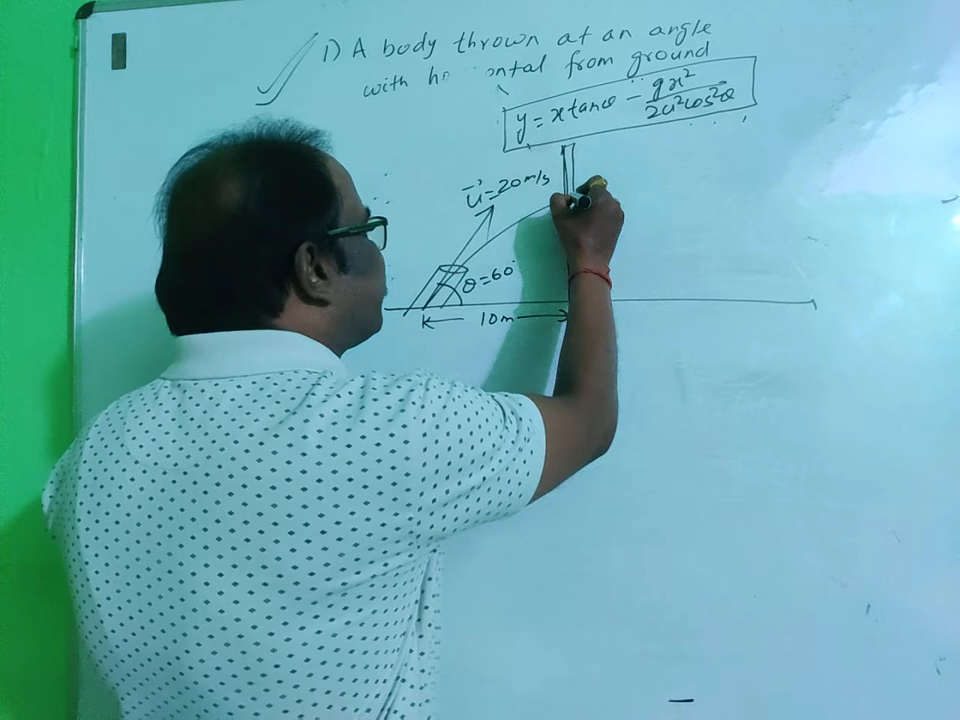 1) A body thrown at an angle
with ho ontal from ground
y = x tanθ - gx²/2u²cos²θ
u⃗ = 20 m/s
θ = 60°
10m